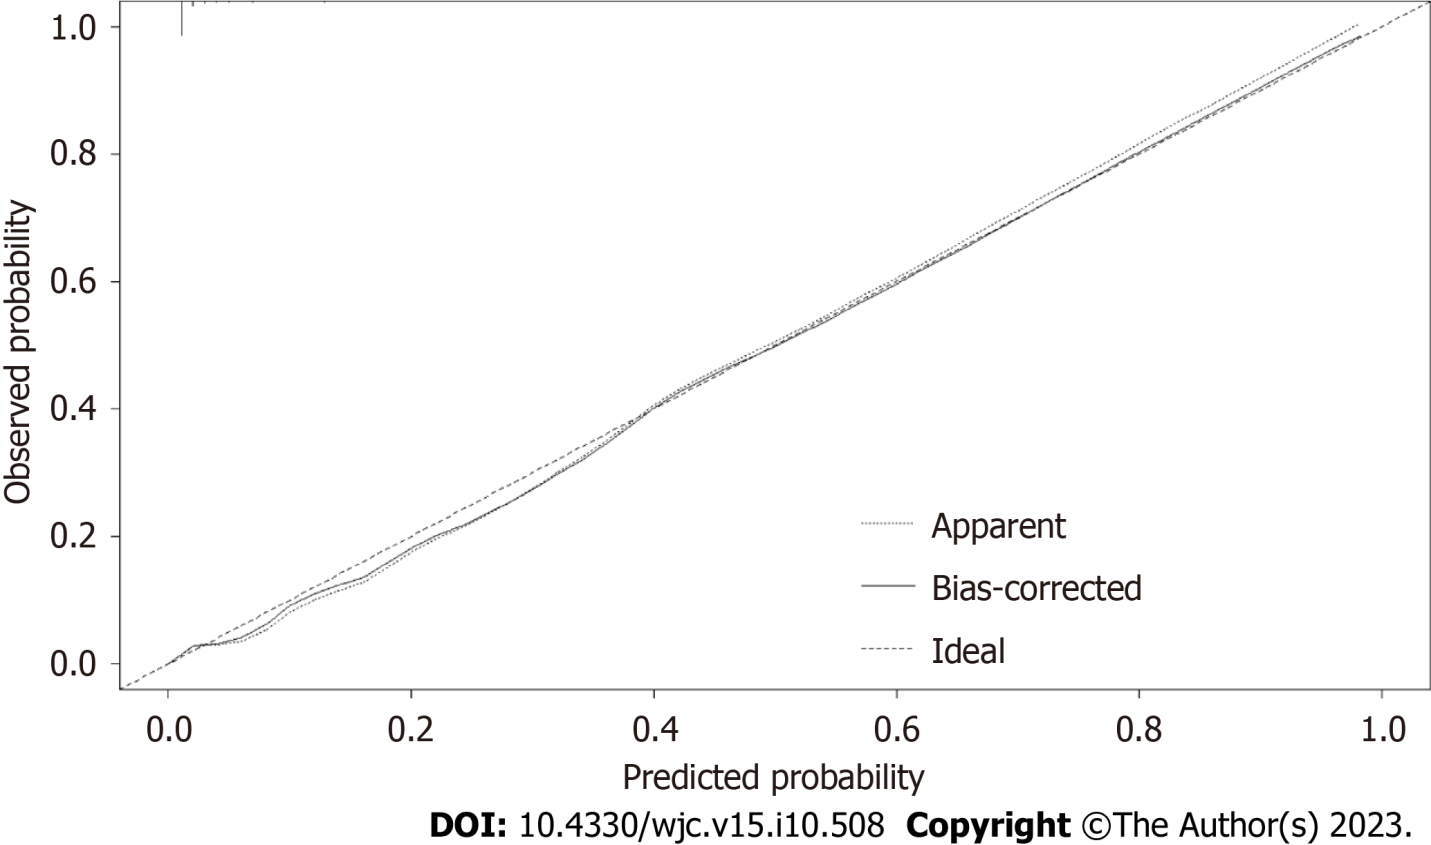 1.0
0.8
0.6
0.4
0.2
0.0
Observed probability
Apparent
Bias-corrected
Ideal
0.0 0.2 0.4 0.6 0.8 1.0
Predicted probability
DOI: 10.4330/wjc.v15.i10.508 Copyright ©The Author(s) 2023.